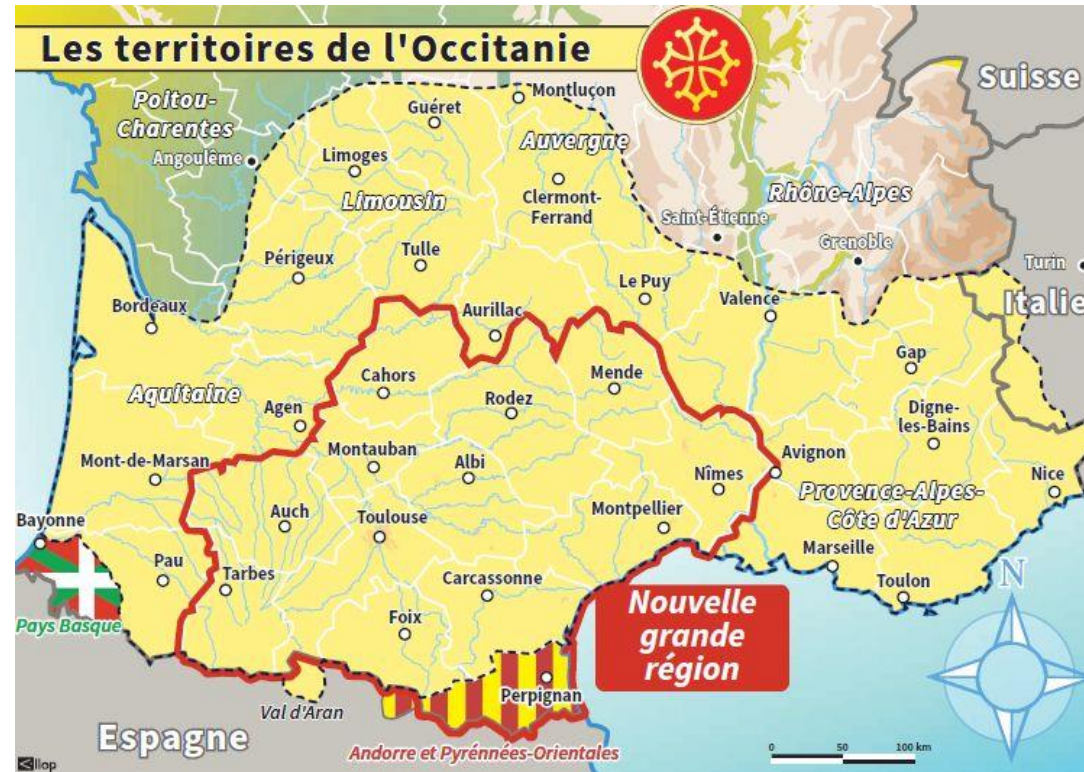 Les territoires de l'Occitanie
Suisse
Poitou-
Charentes
Angoulême
Guéret
Montluçon
Auvergne
Limoges
Limousin
Clermont-
Ferrand
Rhône-Alpes
Saint-Étienne
Grenoble
Turin
Italie
Périgeux
Tulle
Le Puy
Valence
Bordeaux
Aurillac
Gap
Aquitaine
Cahors
Mende
Agen
Rodez
Digne-
les-Bains
Mont-de-Marsan
Montauban
Albi
Nîmes
Avignon
Nice
Provence-Alpes-
Côte d'Azur
Auch
Toulouse
Montpellier
Bayonne
Marseille
Pau
Tarbes
Carcassonne
Toulon
N
Pays Basque
Foix
Nouvelle
grande
région
Perpignan
Val d'Aran
Espagne
Andorre et Pyrénnées-Orientales
0 50 100 km
llop